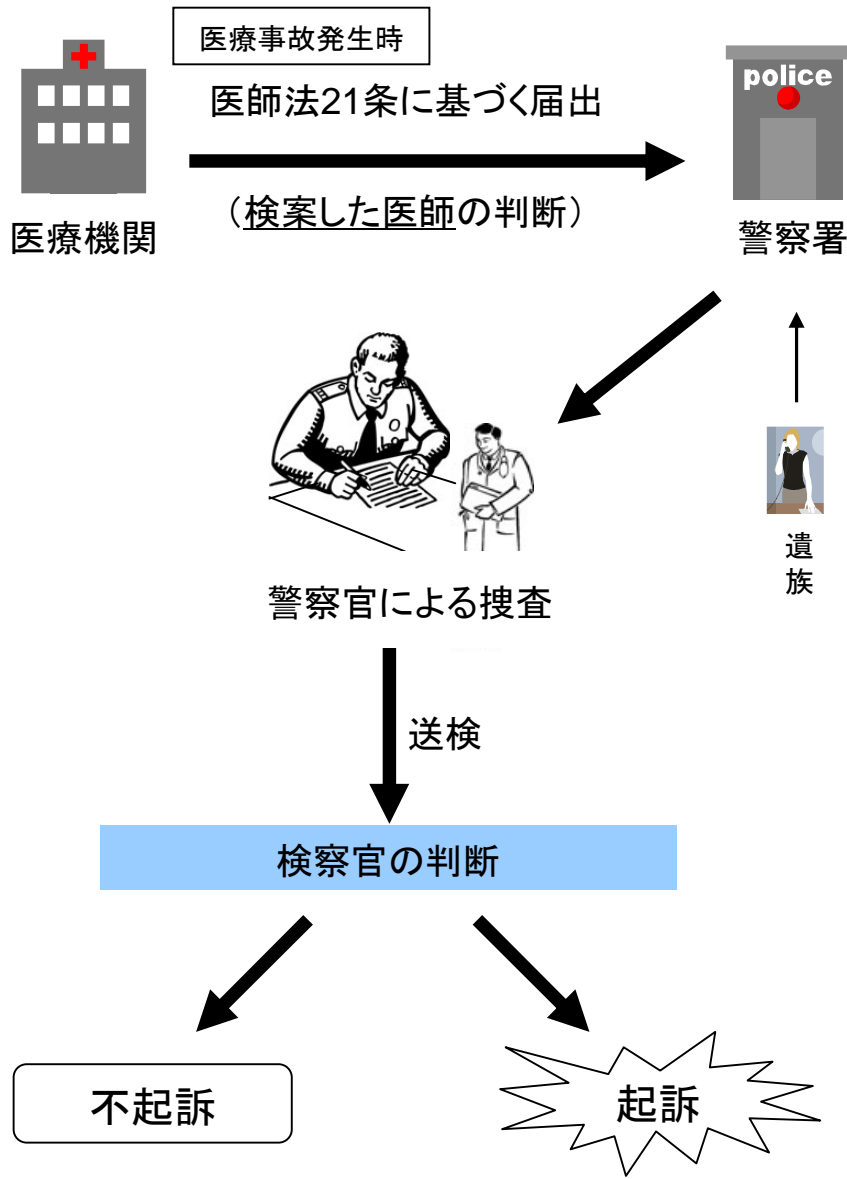 医療事故発生時
医師法21条に基づく届出
police
（検案した医師の判断）
医療機関
警察署
遺
族
警察官による捜査
送検
検察官の判断
不起訴
起訴